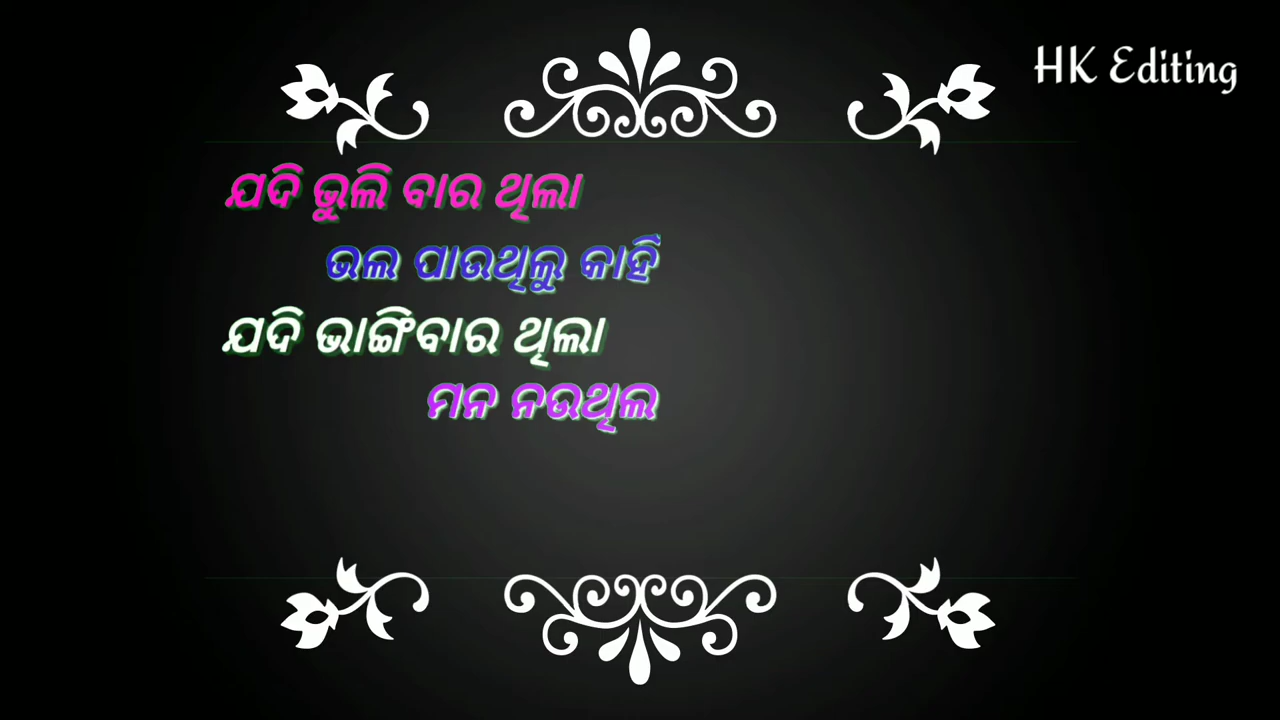 HK Editing
ଯଦି ଭୁଲି ବାର ଥିଲା
ଭଲ ପାଉଥିଲୁ କାହିଁ
ଯଦି ଭାଙ୍ଗିବାର ଥିଲା
ମନ ନଉଥିଲ